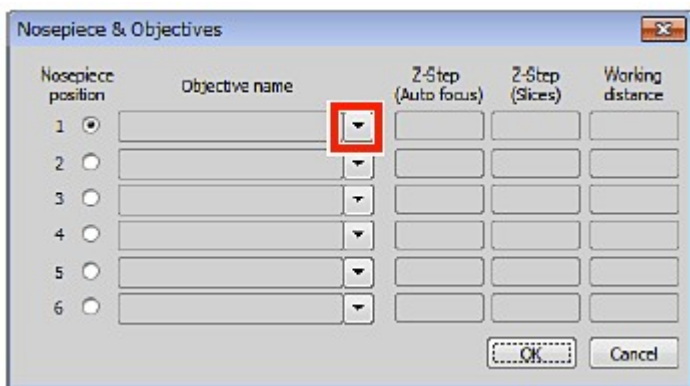 Nosepiece & Objectives
Nosepiece position
Objective name
Z-Step (Auto focus)
Z-Step (Slices)
Working distance
1
2
3
4
5
6
OK
Cancel